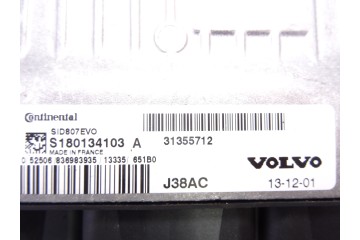 Continental
SID807EVO
S180134103 A 31355712
MADE IN FRANCE
0 52506 836983935 13335 651B0
VOLVO
J38AC 13-12-01